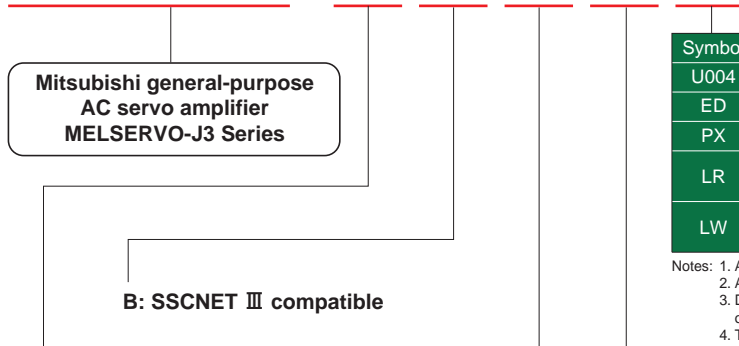 Mitsubishi general-purpose
AC servo amplifier
MELSERVO-J3 Series
B: SSCNET Ⅲ compatible
Symbo
U004
ED
PX
LR
LW
Notes: 1.
2.
3.
4.